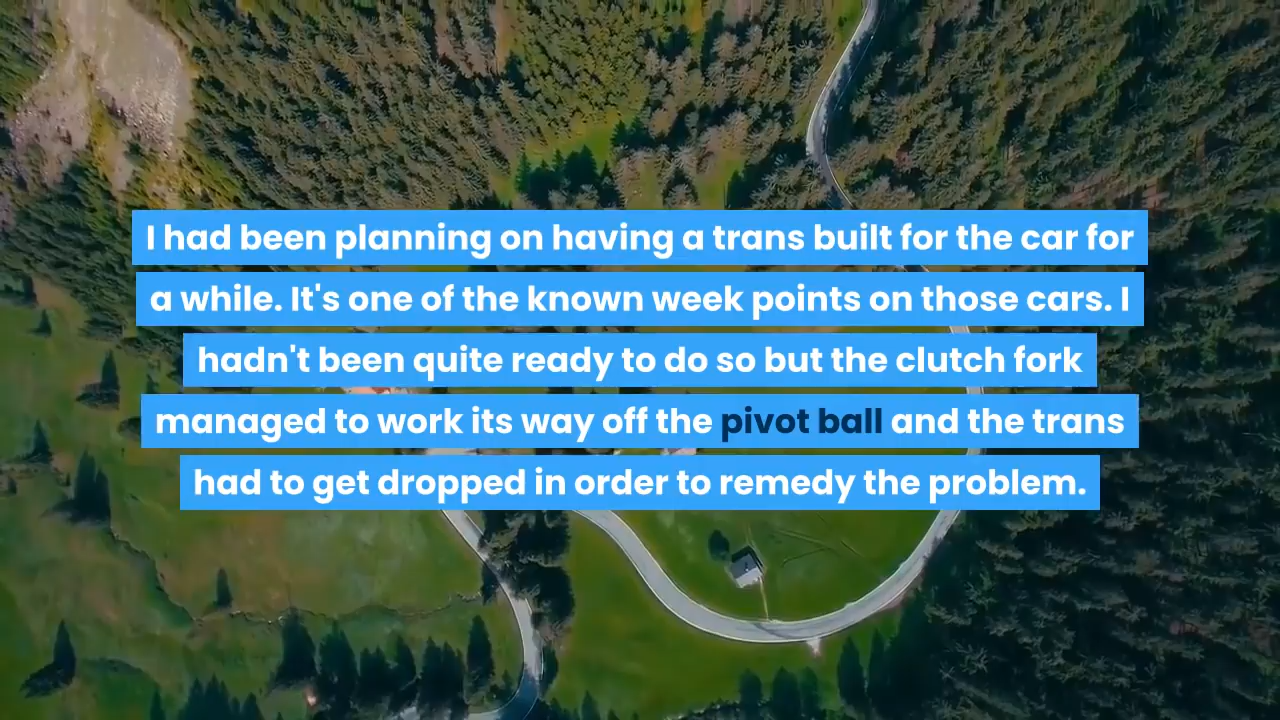 I had been planning on having a trans built for the car for
a while. It's one of the known week points on those cars. I
hadn't been quite ready to do so but the clutch fork
managed to work its way off the pivot ball and the trans
had to get dropped in order to remedy the problem.